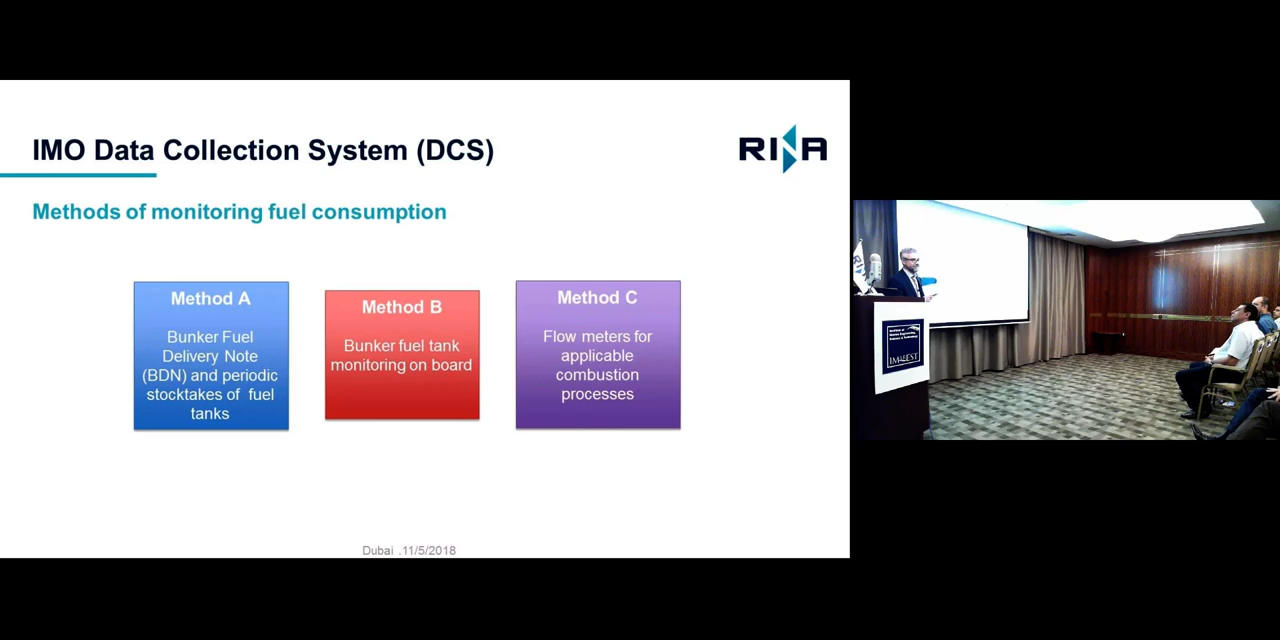 IMO Data Collection System (DCS)
RINA
Methods of monitoring fuel consumption
Method A
Bunker Fuel
Delivery Note
(BDN) and periodic
stocktakes of fuel
tanks
Method B
Bunker fuel tank
monitoring on board
Method C
Flow meters for
applicable
combustion
processes
Dubai .11/5/2018
RINA
IMarEST